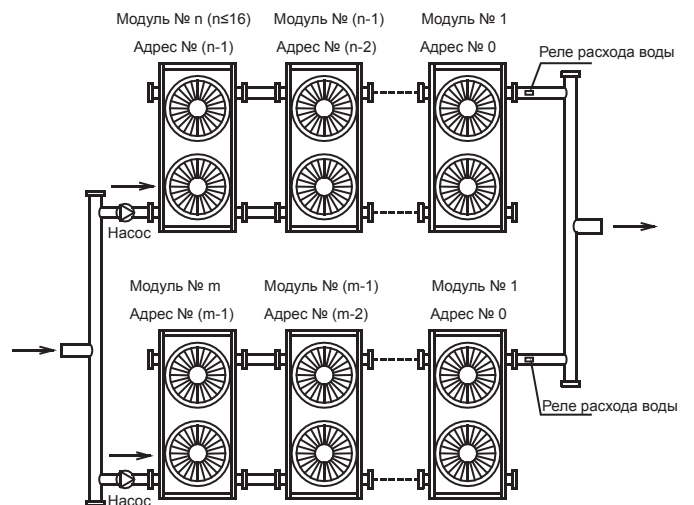 Модуль № n (n≤16) Модуль № (n-1) Модуль № 1
Адрес № (n-1) Адрес № (n-2) Адрес № 0
Реле расхода воды
Насос
Модуль № m Модуль № (m-1) Модуль № 1
Адрес № (m-1) Адрес № (m-2) Адрес № 0
Реле расхода воды
Насос